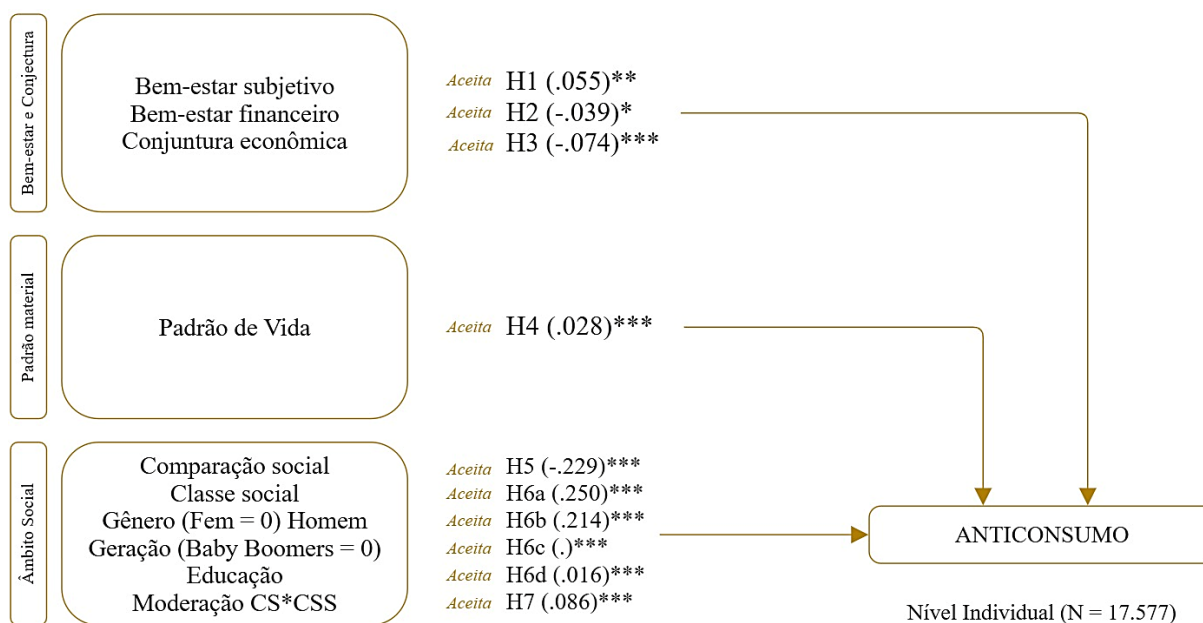 Bem-estar e Conjectura
Bem-estar subjetivo
Bem-estar financeiro
Conjuntura econômica
Aceita H1 (.055)**
Aceita H2 (-.039)*
Aceita H3 (-.074)***
Padrão material
Padrão de Vida
Aceita H4 (.028)***
Âmbito Social
Comparação social
Classe social
Gênero (Fem = 0) Homem
Geração (Baby Boomers = 0)
Educação
Moderação CS*CSS
Aceita H5 (-.229)***
Aceita H6a (.250)***
Aceita H6b (.214)***
Aceita H6c (.)***
Aceita H6d (.016)***
Aceita H7 (.086)***
ANTICONSUMO
Nível Individual (N = 17.577)